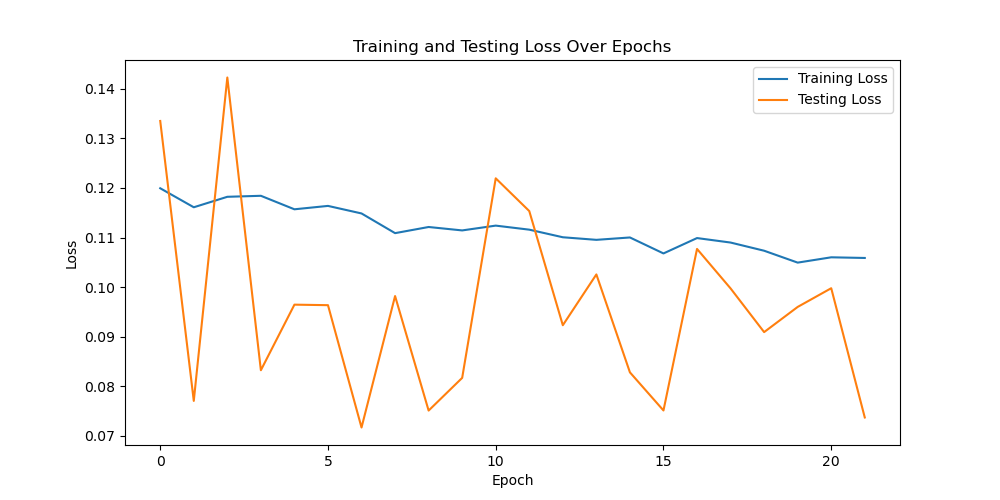 Training and Testing Loss Over Epochs
Training Loss
Testing Loss
0.14
0.13
0.12
0.11
0.10
0.09
0.08
0.07
Loss
0 5 10 15 20
Epoch